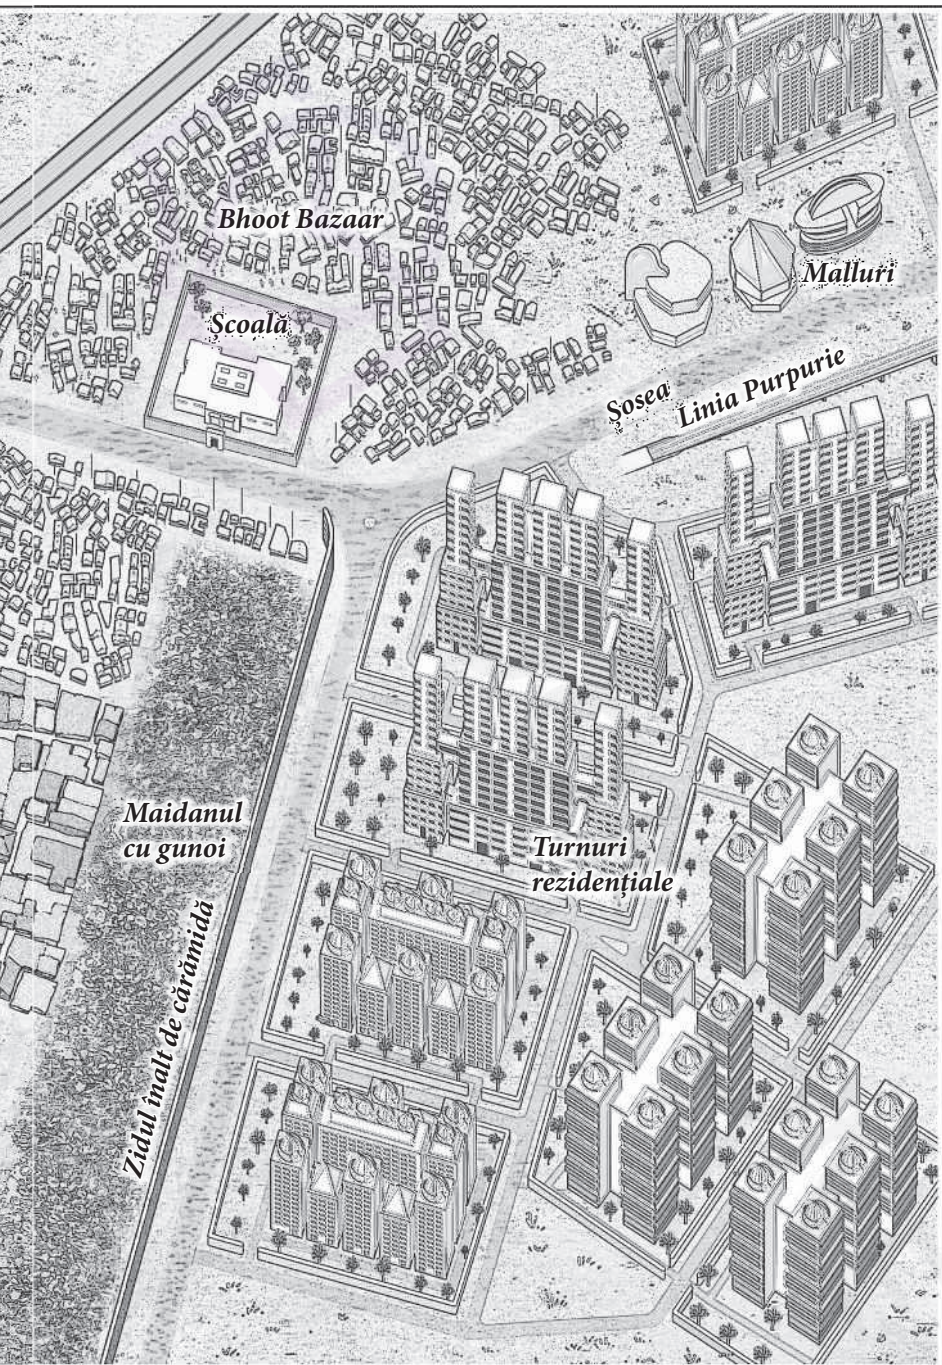 Bhoot Bazaar
Malluri
Școală
Șosea
Linia Purpurie
Maidanul
cu gunoi
Turnuri
rezidențiale
Zidul înalt de cărămidă